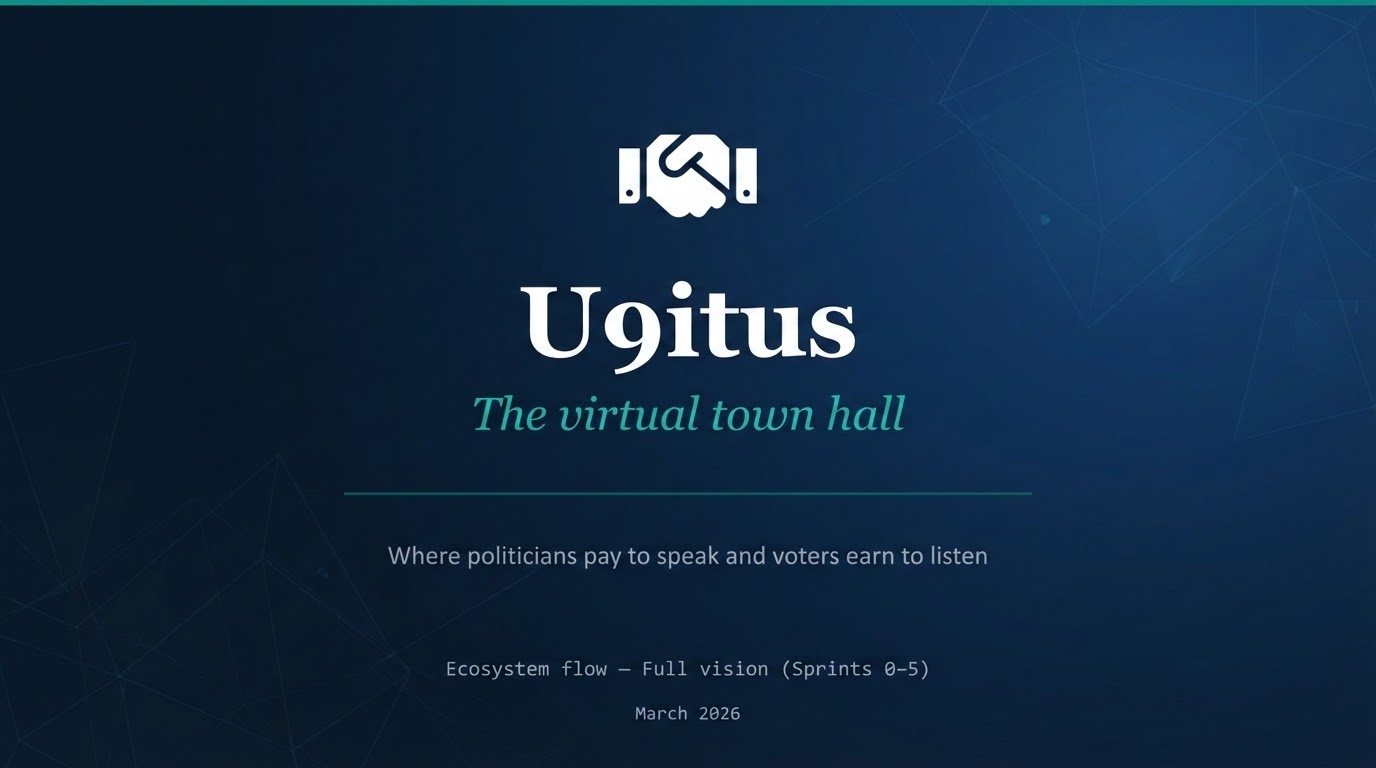 U9itus
The virtual town hall
Where politicians pay to speak and voters earn to listen
Ecosystem flow — Full vision (Sprints 0–5)
March 2026